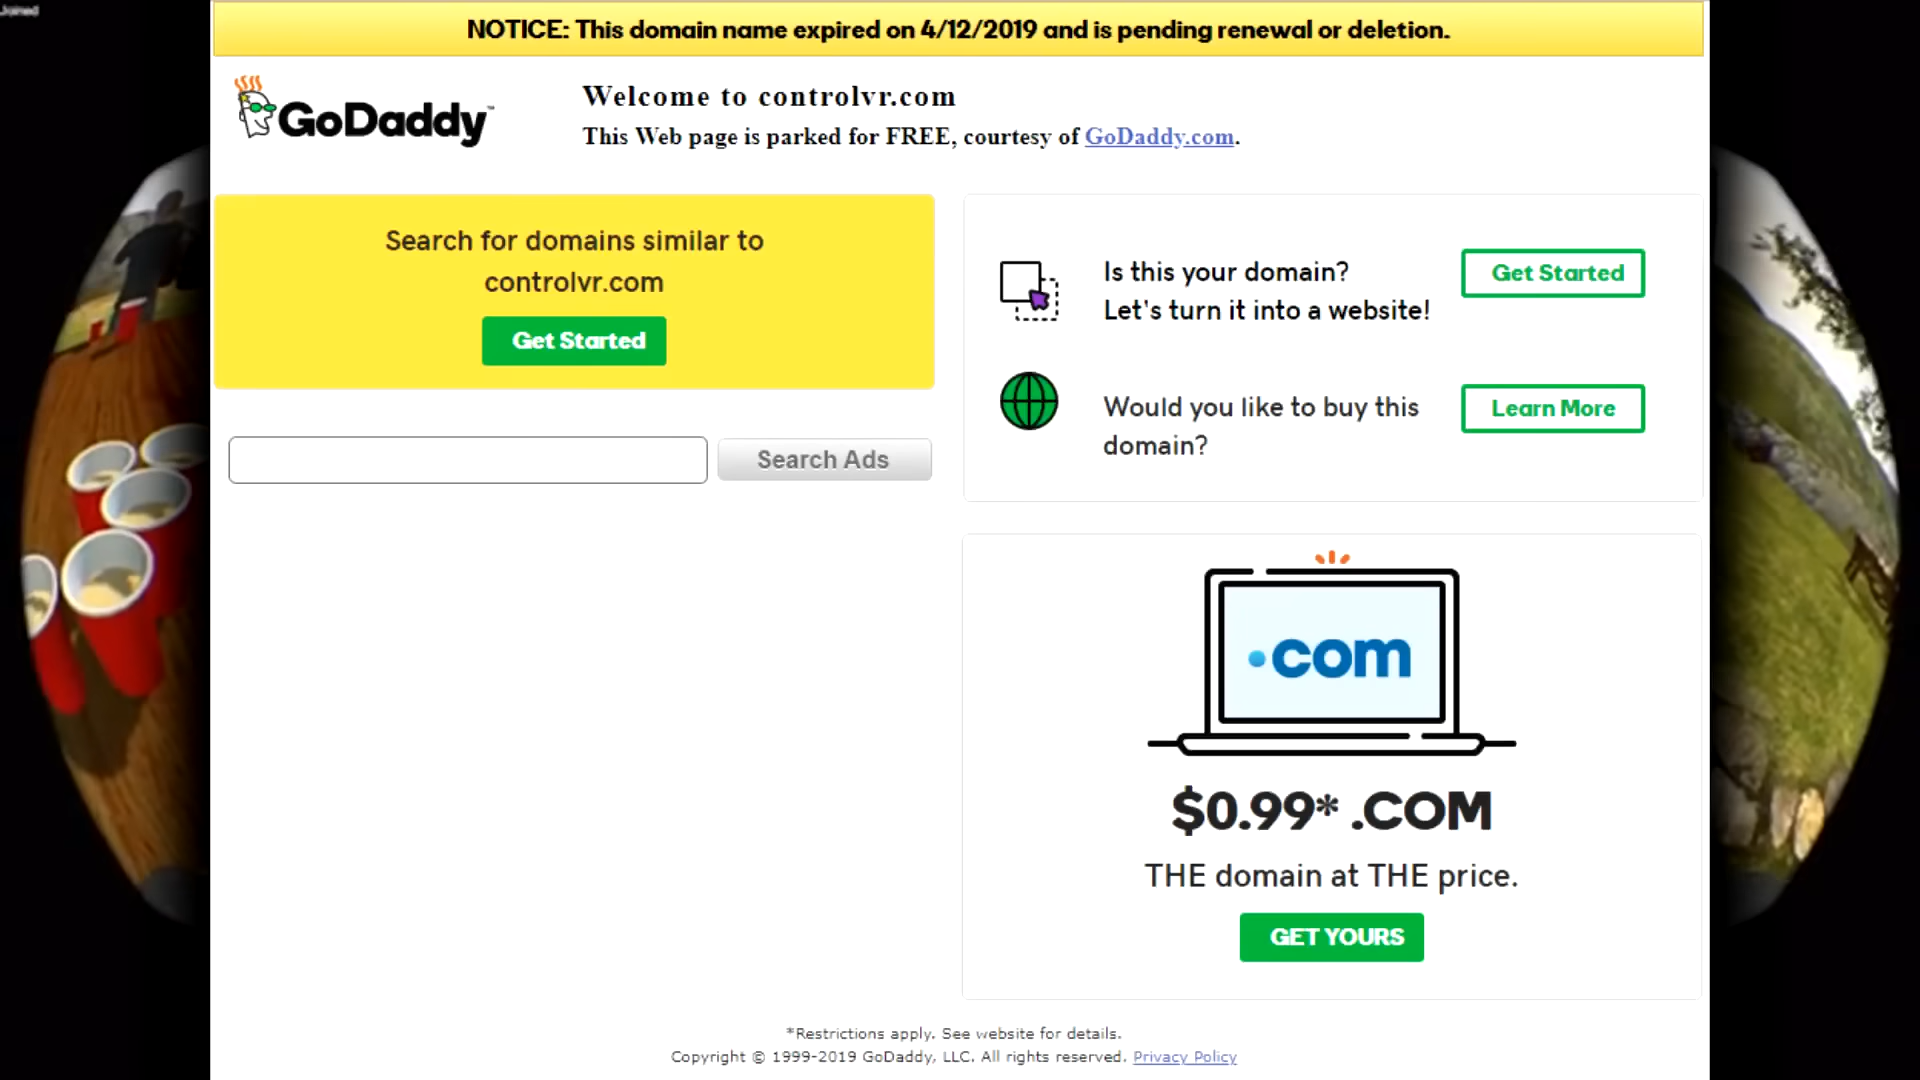 Joined
NOTICE: This domain name expired on 4/12/2019 and is pending renewal or deletion.
GoDaddy™
Welcome to controlvr.com
This Web page is parked for FREE, courtesy of GoDaddy.com.
Search for domains similar to
controlvr.com
Get Started
Search Ads
Is this your domain?
Let's turn it into a website!
Get Started
Would you like to buy this
domain?
Learn More
.com
$0.99* .COM
THE domain at THE price.
GET YOURS
*Restrictions apply. See website for details.
Copyright © 1999-2019 GoDaddy, LLC. All rights reserved. Privacy Policy